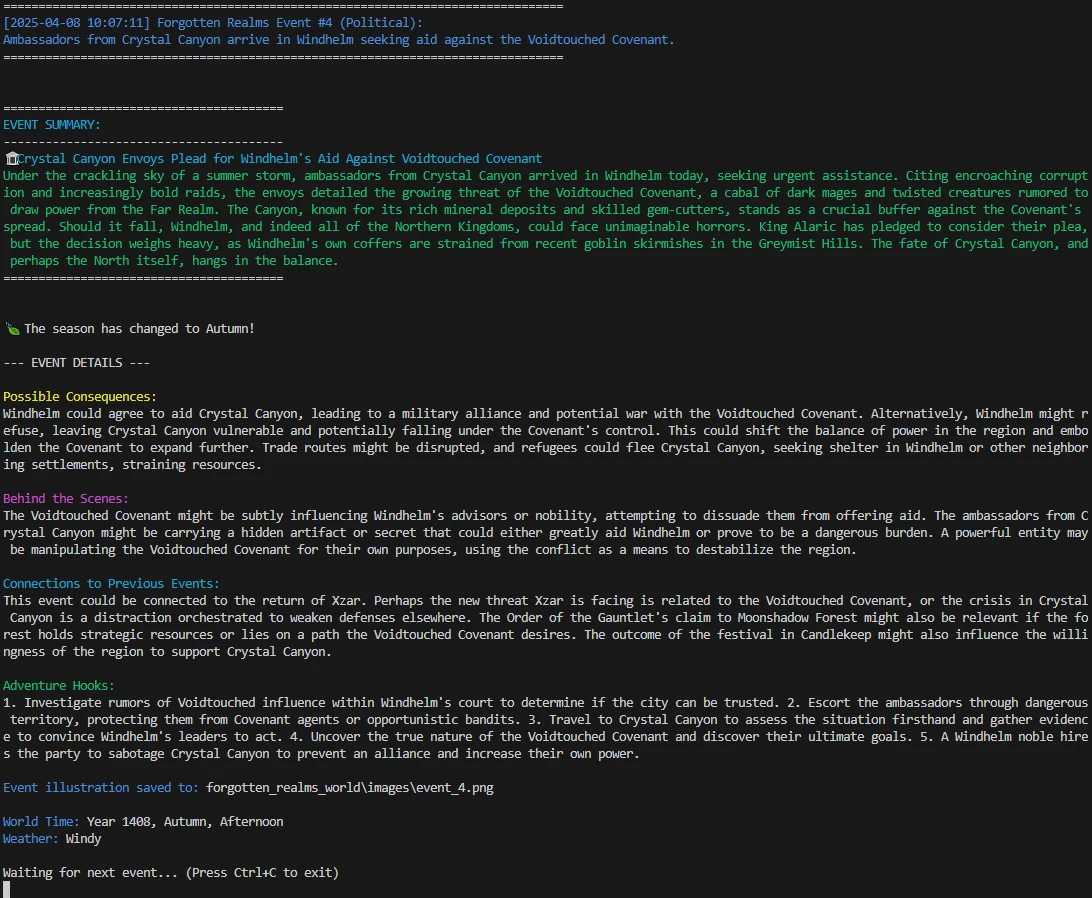 ================================================================================
[2025-04-08 10:07:11] Forgotten Realms Event #4 (Political):
Ambassadors from Crystal Canyon arrive in Windhelm seeking aid against the Voidtouched Covenant.
================================================================================
========================================
EVENT SUMMARY:
----------------------------------------
🏛️Crystal Canyon Envoys Plead for Windhelm's Aid Against Voidtouched Covenant
Under the crackling sky of a summer storm, ambassadors from Crystal Canyon arrived in Windhelm today, seeking urgent assistance. Citing encroaching corrupt
ion and increasingly bold raids, the envoys detailed the growing threat of the Voidtouched Covenant, a cabal of dark mages and twisted creatures rumored to
 draw power from the Far Realm. The Canyon, known for its rich mineral deposits and skilled gem-cutters, stands as a crucial buffer against the Covenant's
spread. Should it fall, Windhelm, and indeed all of the Northern Kingdoms, could face unimaginable horrors. King Alaric has pledged to consider their plea,
 but the decision weighs heavy, as Windhelm's own coffers are strained from recent goblin skirmishes in the Greymist Hills. The fate of Crystal Canyon, and
 perhaps the North itself, hangs in the balance.
========================================
🍃 The season has changed to Autumn!
--- EVENT DETAILS ---
Possible Consequences:
Windhelm could agree to aid Crystal Canyon, leading to a military alliance and potential war with the Voidtouched Covenant. Alternatively, Windhelm might r
efuse, leaving Crystal Canyon vulnerable and potentially falling under the Covenant's control. This could shift the balance of power in the region and embo
lden the Covenant to expand further. Trade routes might be disrupted, and refugees could flee Crystal Canyon, seeking shelter in Windhelm or other neighbor
ing settlements, straining resources.
Behind the Scenes:
The Voidtouched Covenant might be subtly influencing Windhelm's advisors or nobility, attempting to dissuade them from offering aid. The ambassadors from C
rystal Canyon might be carrying a hidden artifact or secret that could either greatly aid Windhelm or prove to be a dangerous burden. A powerful entity may
 be manipulating the Voidtouched Covenant for their own purposes, using the conflict as a means to destabilize the region.
Connections to Previous Events:
This event could be connected to the return of Xzar. Perhaps the new threat Xzar is facing is related to the Voidtouched Covenant, or the crisis in Crystal
 Canyon is a distraction orchestrated to weaken defenses elsewhere. The Order of the Gauntlet's claim to Moonshadow Forest might also be relevant if the fo
rest holds strategic resources or lies on a path the Voidtouched Covenant desires. The outcome of the festival in Candlekeep might also influence the willi
ngness of the region to support Crystal Canyon.
Adventure Hooks:
1. Investigate rumors of Voidtouched influence within Windhelm's court to determine if the city can be trusted. 2. Escort the ambassadors through dangerous
 territory, protecting them from Covenant agents or opportunistic bandits. 3. Travel to Crystal Canyon to assess the situation firsthand and gather evidenc
e to convince Windhelm's leaders to act. 4. Uncover the true nature of the Voidtouched Covenant and discover their ultimate goals. 5. A Windhelm noble hire
s the party to sabotage Crystal Canyon to prevent an alliance and increase their own power.
Event illustration saved to: forgotten_realms_world\images\event_4.png
World Time: Year 1408, Autumn, Afternoon
Weather: Windy
Waiting for next event... (Press Ctrl+C to exit)